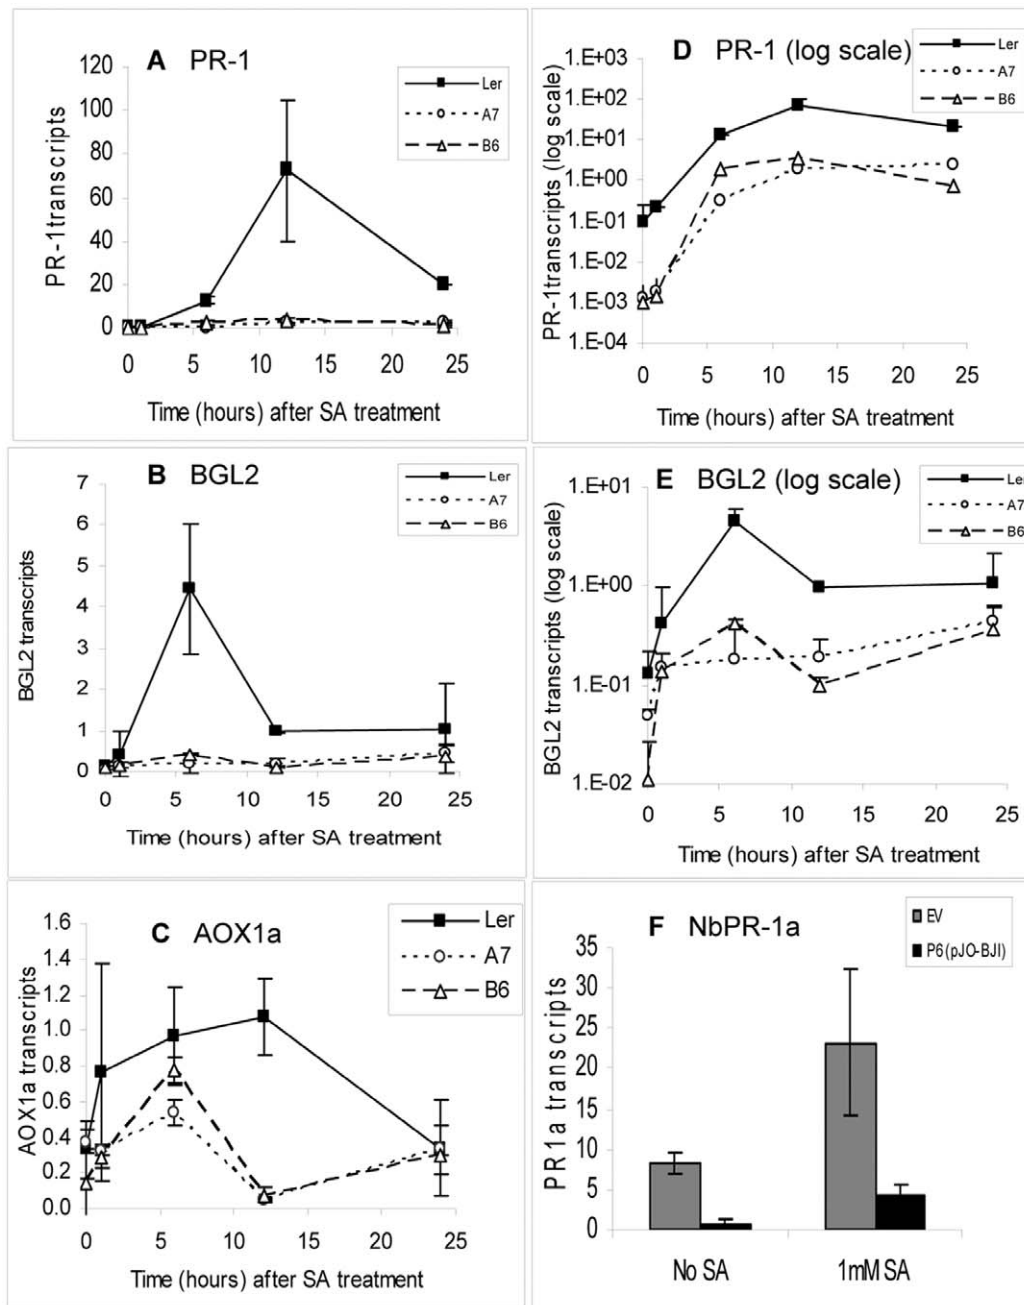 A PR-1
120
100
80
60
40
20
0
PR-1transcripts
0 5 10 15 20 25
Time (hours) after SA treatment
Ler
A7
B6
D PR-1 (log scale)
1.E+03
1.E+02
1.E+01
1.E+00
1.E-01
1.E-02
1.E-03
1.E-04
PR-1transcripts (log scale)
0 5 10 15 20 25
Time (hours) after SA treatment
Ler
A7
B6
B BGL2
7
6
5
4
3
2
1
0
BGL2 transcripts
0 5 10 15 20 25
Time (hours) after SA treatment
Ler
A7
B6
E BGL2 (log scale)
1.E+01
1.E+00
1.E-01
1.E-02
BGL2 transcripts (log scale)
0 5 10 15 20 25
Time (hours) after SA treatment
Ler
A7
B6
C AOX1a
1.6
1.4
1.2
1.0
0.8
0.6
0.4
0.2
0.0
AOX1a transcripts
0 5 10 15 20 25
Time (hours) after SA treatment
Ler
A7
B6
F NbPR-1a
35
30
25
20
15
10
5
0
PR1a transcripts
No SA 1mM SA
EV
P6 (pJO-BJI)